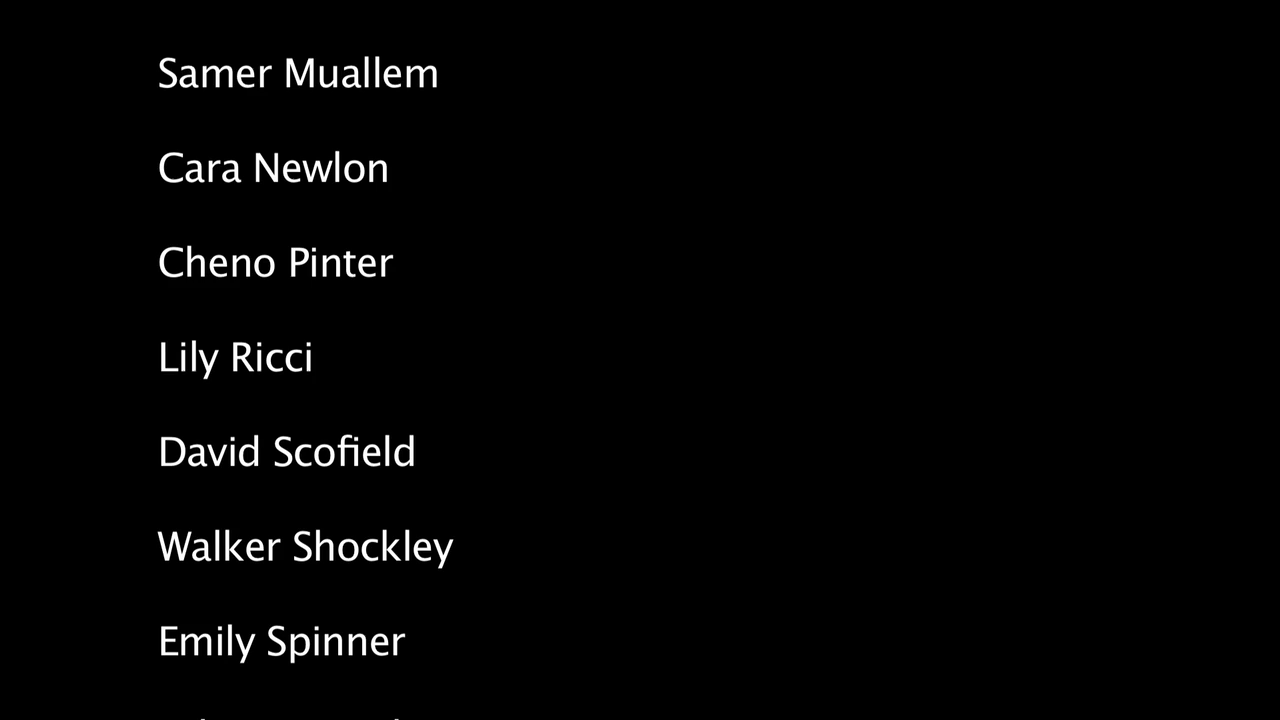 Samer Muallem
Cara Newlon
Cheno Pinter
Lily Ricci
David Scofield
Walker Shockley
Emily Spinner